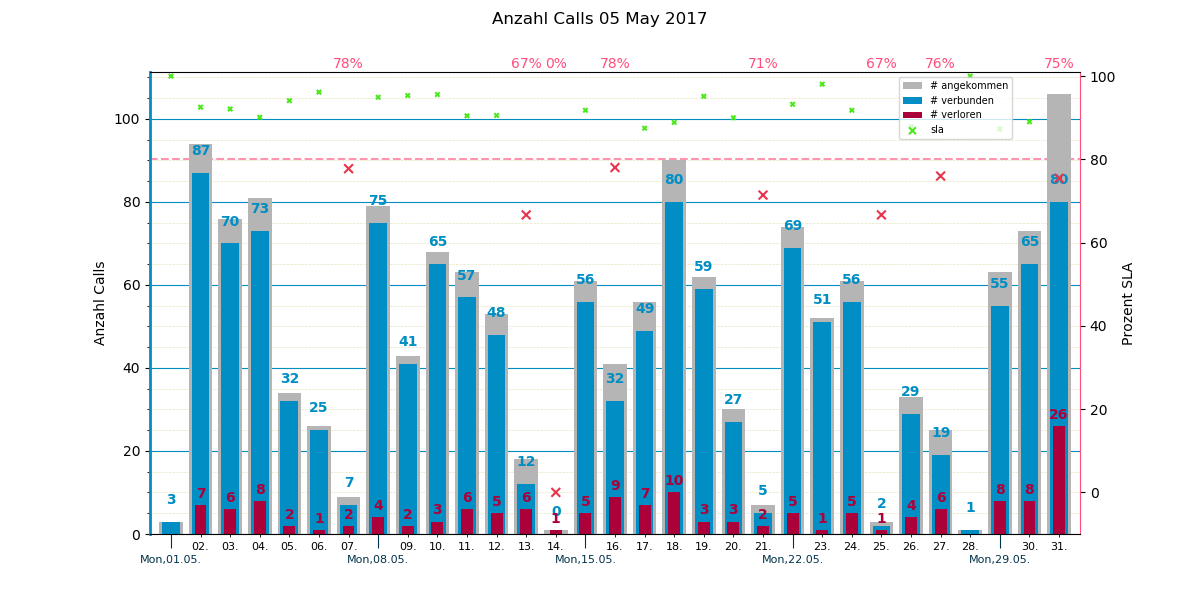 Anzahl Calls 05 May 2017
78% 67% 0% 78% 71% 67% 76% 75%
# angekommen
# verbunden
# verloren
sla
Anzahl Calls
100
80
60
40
20
0
Prozent SLA
100
80
60
40
20
0
3 87 70 73 32 25 7 75 41 65 57 48 12 0 56 32 49 80 59 27 5 69 51 56 2 29 19 1 55 65 80
7 6 8 2 1 2 4 2 3 6 5 6 1 5 9 7 10 3 3 2 5 1 5 1 4 6 8 8 26
02. 03. 04. 05. 06. 07. 09. 10. 11. 12. 13. 14. 16. 17. 18. 19. 20. 21. 23. 24. 25. 26. 27. 28. 30. 31.
Mon,01.05. Mon,08.05. Mon,15.05. Mon,22.05. Mon,29.05.